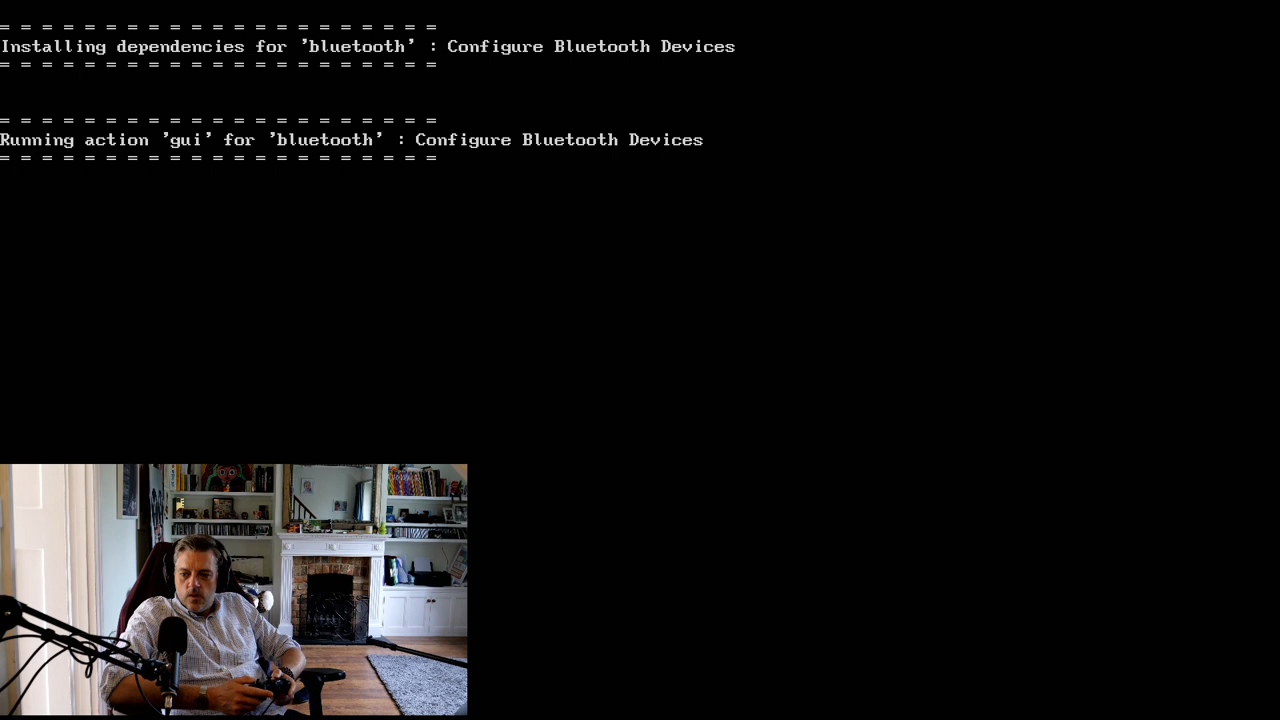 = = = = = = = = = = = = = = = = = = = = =
Installing dependencies for 'bluetooth' : Configure Bluetooth Devices
= = = = = = = = = = = = = = = = = = = = =
= = = = = = = = = = = = = = = = = = = = =
Running action 'gui' for 'bluetooth' : Configure Bluetooth Devices
= = = = = = = = = = = = = = = = = = = = =